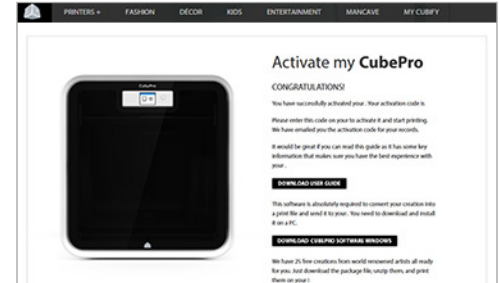 PRINTERS + FASHION DÉCOR KIDS ENTERTAINMENT MANCAVE MY CUBIFY
Activate my CubePro
CONGRATULATIONS!
You have successfully activated your . Your activation code is
Please enter this code on your to activate it and start printing.
We have emailed you the activation code for your records.
It would be great if you can read this guide as it has some key
information that makes sure you have the best experience with
your .
DOWNLOAD USER GUIDE
This software is absolutely required to convert your creation into
a print file and send it to your . You need to download and install
it on a PC.
DOWNLOAD CUBEPRO SOFTWARE WINDOWS
We have 25 free creations from world renowned artists all ready
for you. Just download the package file, unzip them, and print
them on your !
CubePro